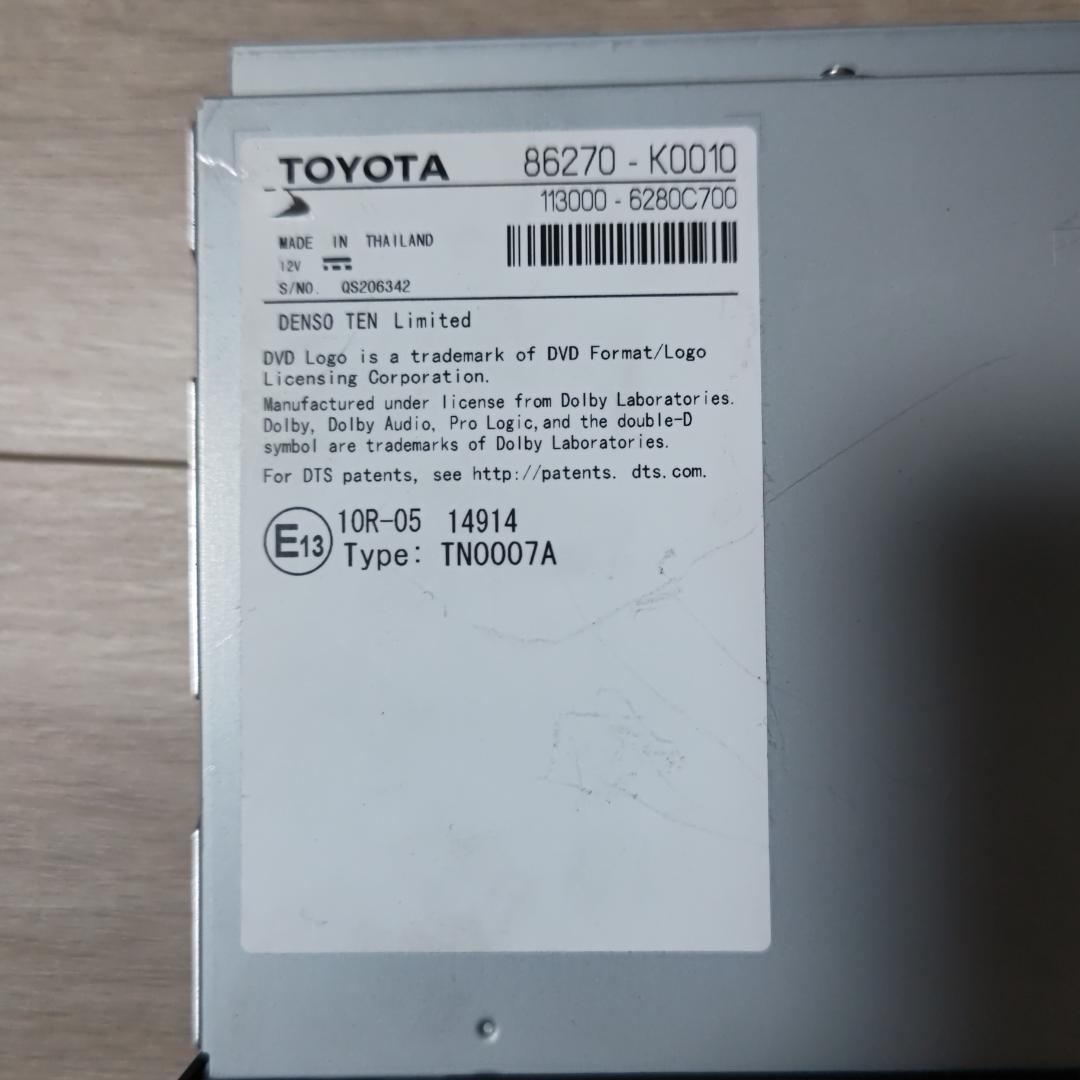 TOYOTA 86270 - K0010
113000 - 6280C700
MADE IN THAILAND
12V
S/NO. QS206342
DENSO TEN Limited
DVD Logo is a trademark of DVD Format/Logo
Licensing Corporation.
Manufactured under license from Dolby Laboratories.
Dolby, Dolby Audio, Pro Logic, and the double-D
symbol are trademarks of Dolby Laboratories.
For DTS patents, see http://patents. dts. com.
E13 10R-05 14914
Type: TN0007A